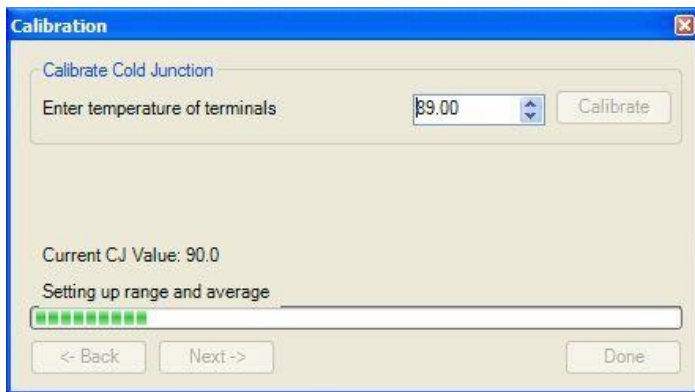 Calibration
Calibrate Cold Junction
Enter temperature of terminals 89.00 Calibrate
Current CJ Value: 90.0
Setting up range and average
<- Back Next -> Done